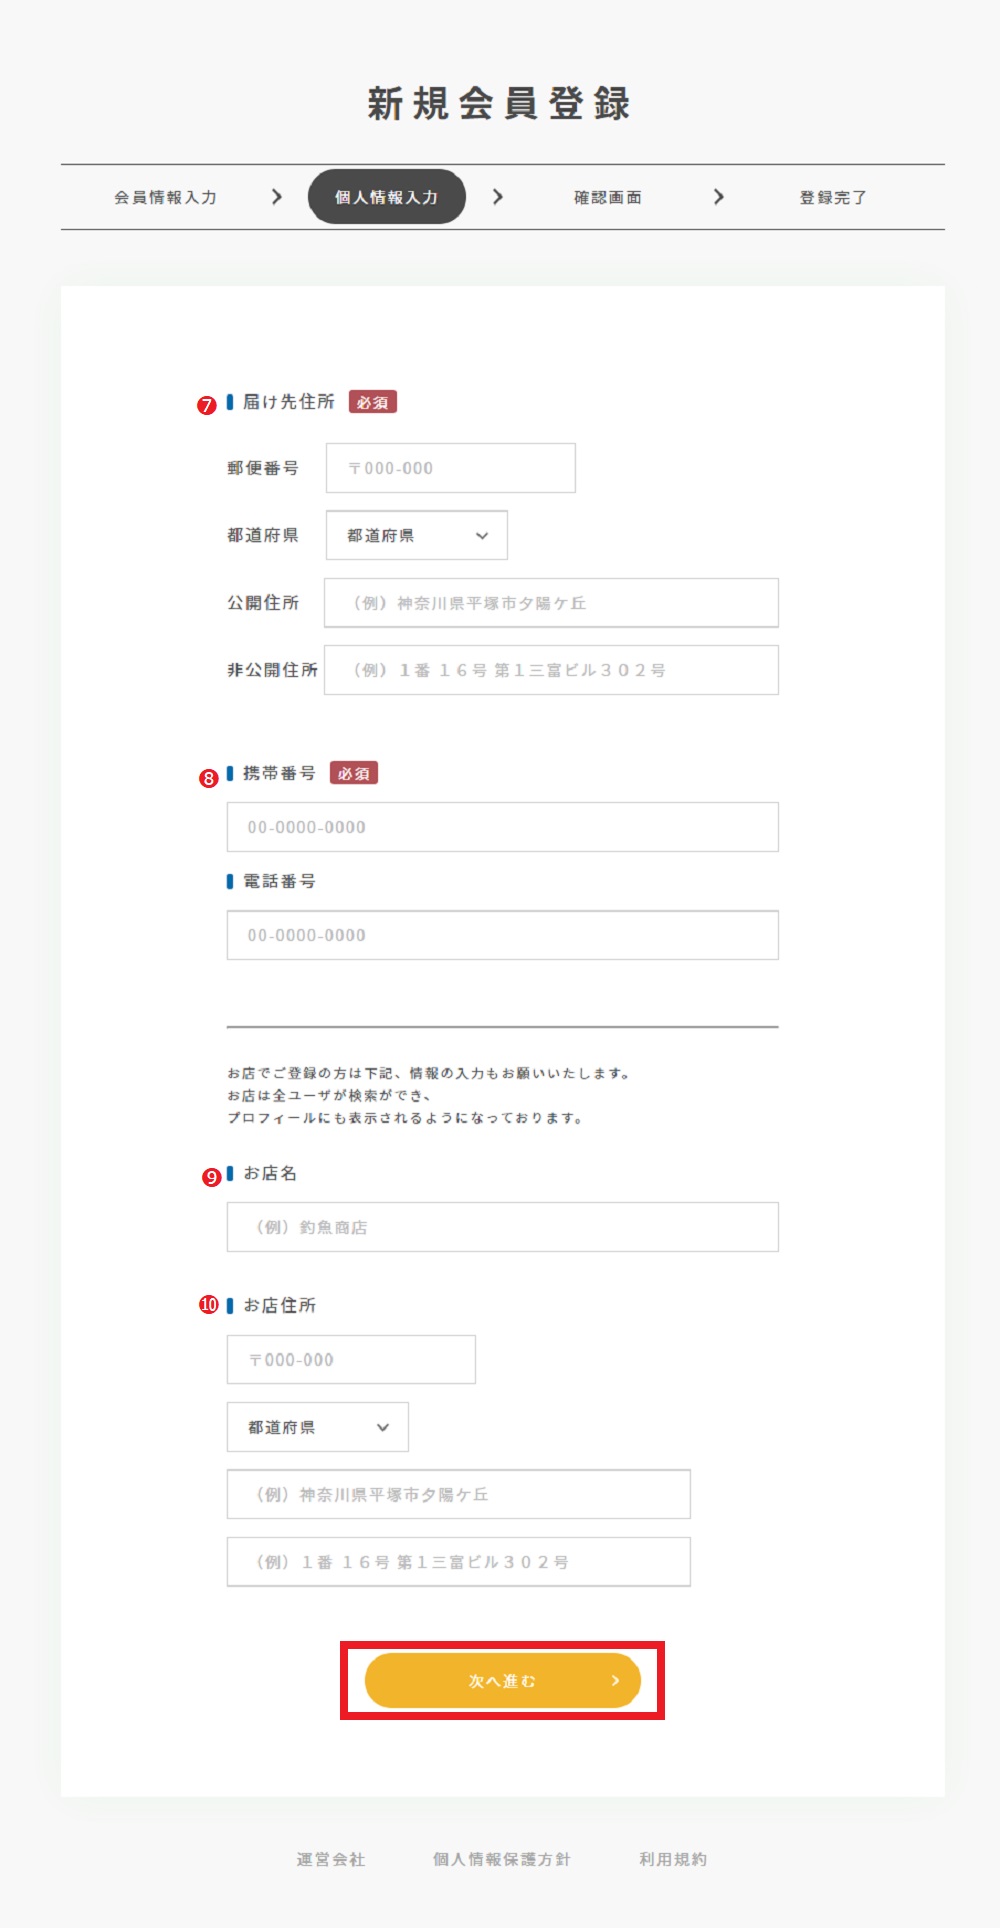 新規会員登録
会員情報入力 個人情報入力 確認画面 登録完了
7 届け先住所 必須
郵便番号 〒000-000
都道府県 都道府県
公開住所 （例）神奈川県平塚市夕陽ケ丘
非公開住所 （例）１番 １６号 第１三富ビル３０２号
8 携帯番号 必須
00-0000-0000
電話番号
00-0000-0000
お店でご登録の方は下記、情報の入力もお願いいたします。
お店は全ユーザが検索ができ、
プロフィールにも表示されるようになっております。
9 お店名
（例）釣魚商店
10 お店住所
〒000-000
都道府県
（例）神奈川県平塚市夕陽ケ丘
（例）１番 １６号 第１三富ビル３０２号
次へ進む
運営会社 個人情報保護方針 利用規約